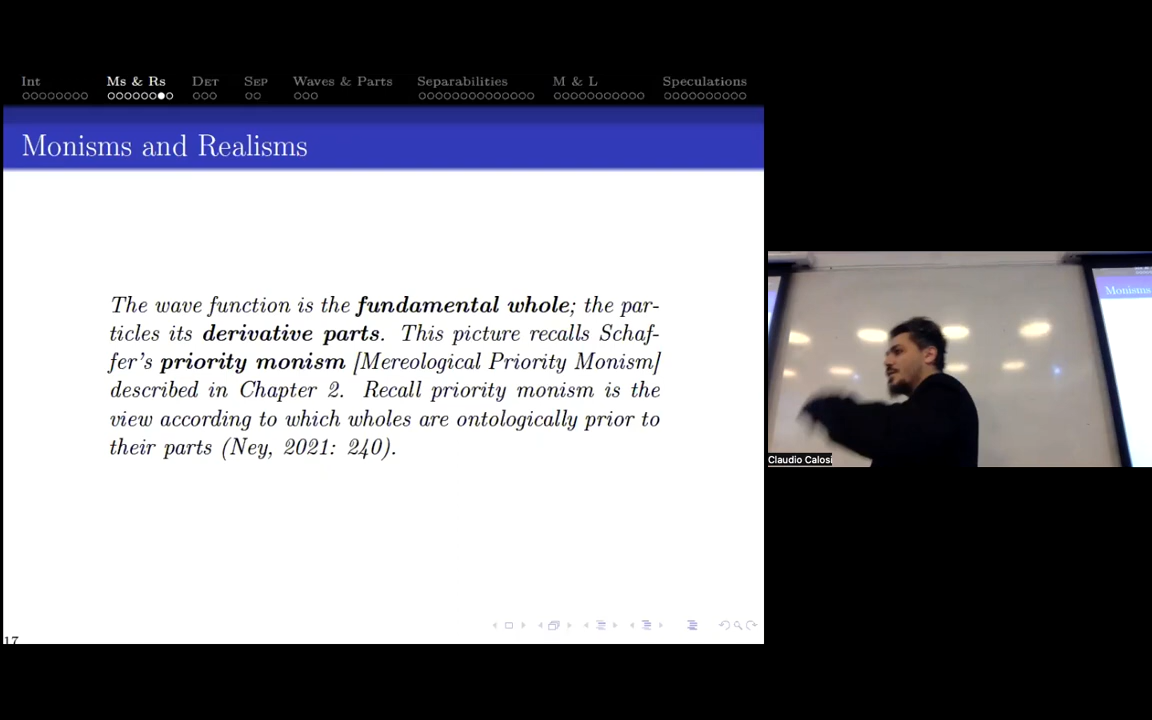 Int Ms & Rs Det Sep Waves & Parts Separabilities M & L Speculations
Monisms and Realisms
The wave function is the fundamental whole; the par-
ticles its derivative parts. This picture recalls Schaf-
fer's priority monism [Mereological Priority Monism]
described in Chapter 2. Recall priority monism is the
view according to which wholes are ontologically prior to
their parts (Ney, 2021: 240).
17
Monisms
Claudio Calosi